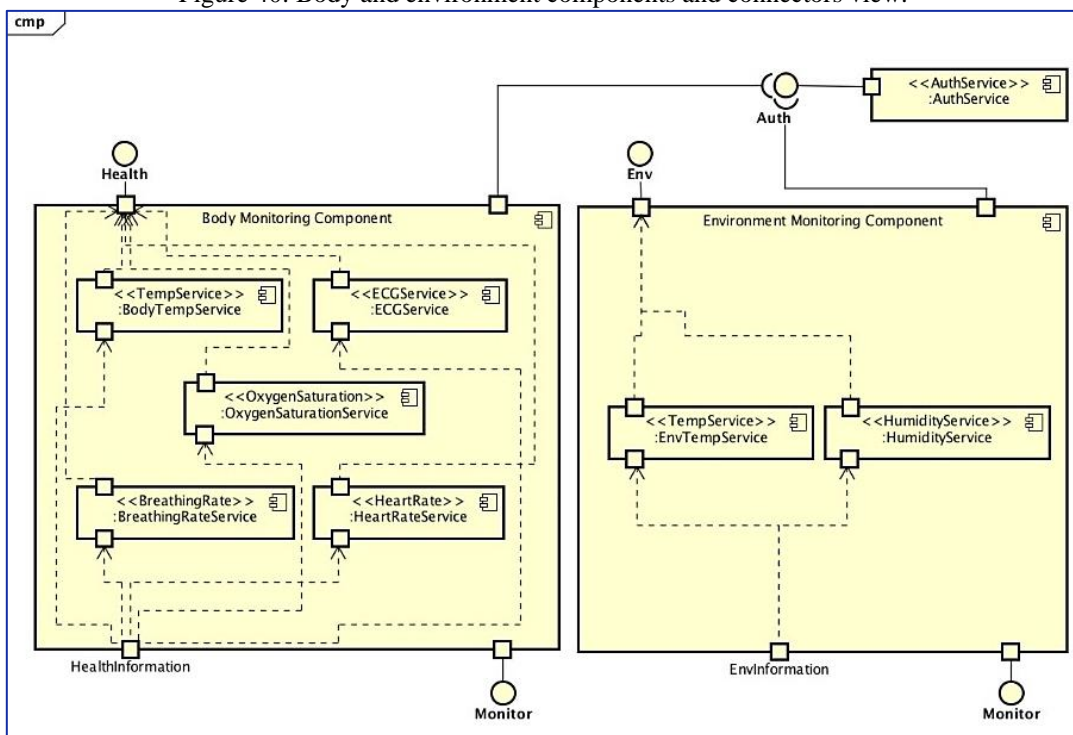 Figure 46: Body and environment components and connectors view.
cmp
<<AuthService>>
:AuthService
Auth
Health
Env
Body Monitoring Component
Environment Monitoring Component
<<TempService>>
:BodyTempService
<<ECGService>>
:ECGService
<<OxygenSaturation>>
:OxygenSaturationService
<<TempService>>
:EnvTempService
<<HumidityService>>
:HumidityService
<<BreathingRate>>
:BreathingRateService
<<HeartRate>>
:HeartRateService
HealthInformation
EnvInformation
Monitor
Monitor